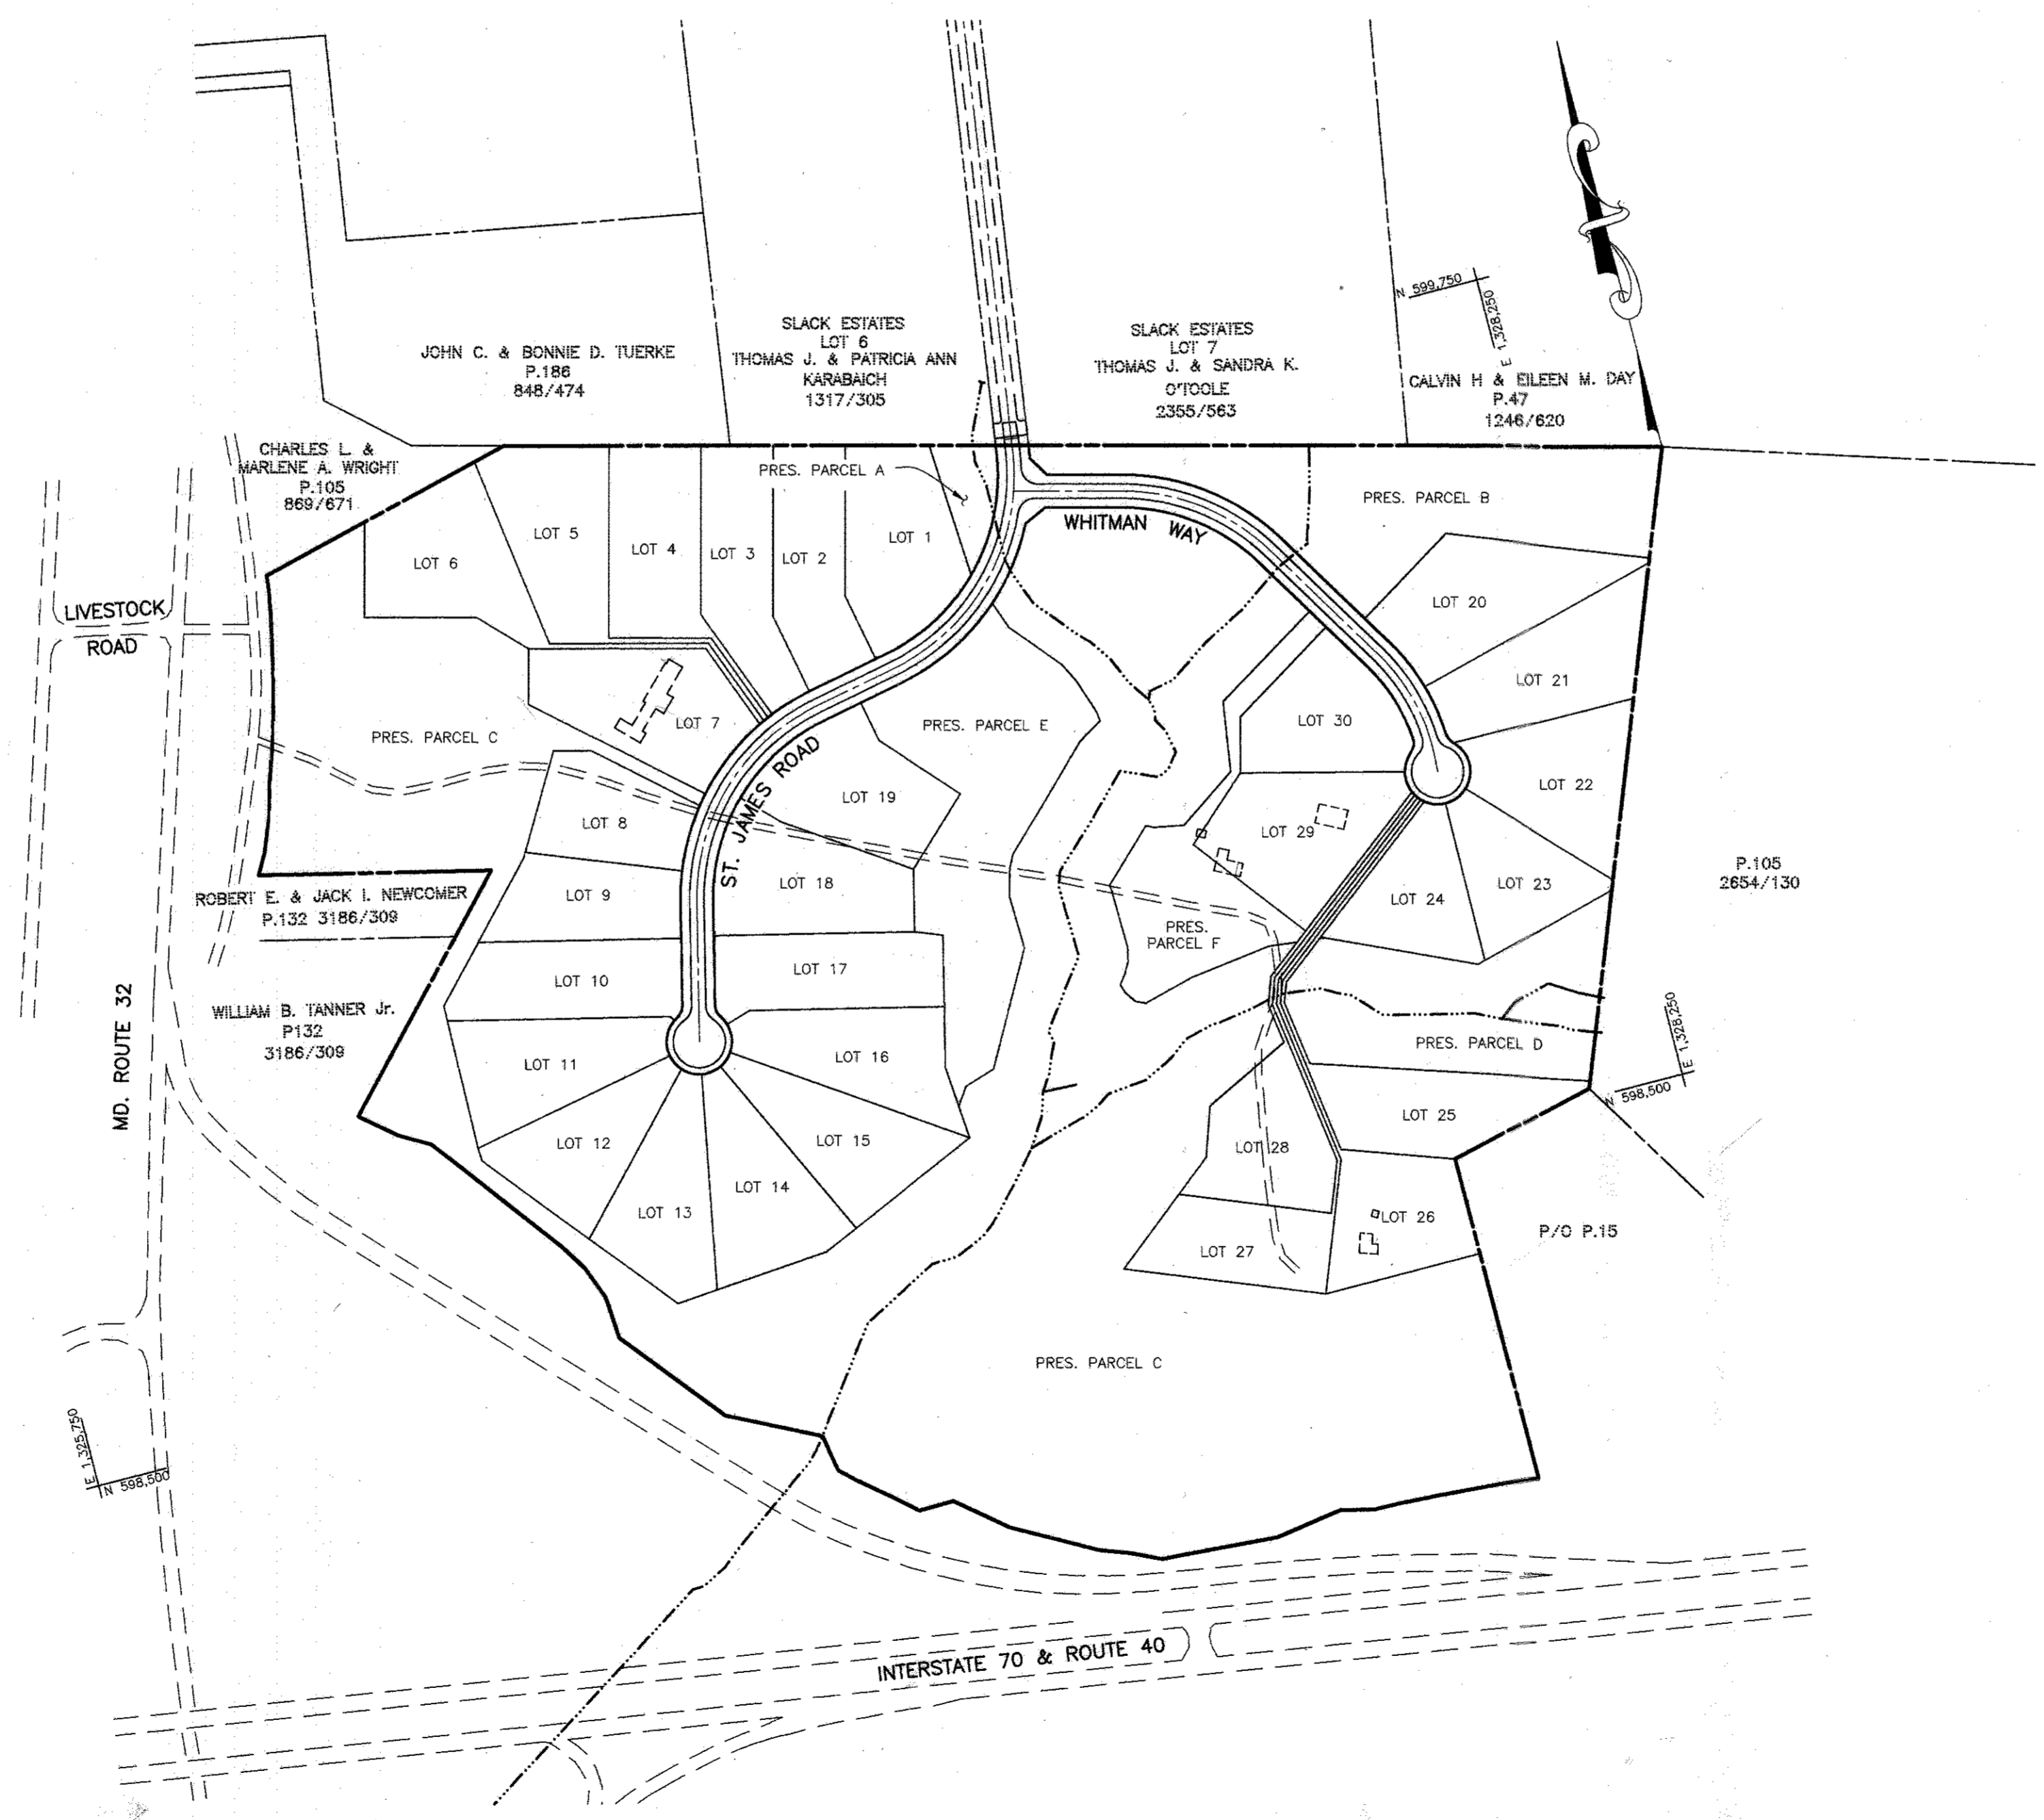 JOHN C. & BONNIE D. TUERKE
P.186
848/474
SLACK ESTATES
LOT 6
THOMAS J. & PATRICIA ANN
KARABAICH
1317/305
SLACK ESTATES
LOT 7
THOMAS J. & SANDRA K.
O'TOOLE
2355/563
N 599,750
E 1,328,250
CALVIN H & EILEEN M. DAY
P.47
1246/620
CHARLES L. &
MARLENE A. WRIGHT
P.105
869/671
PRES. PARCEL A
PRES. PARCEL B
WHITMAN WAY
LOT 1
LOT 2
LOT 3
LOT 4
LOT 5
LOT 6
LIVESTOCK
ROAD
LOT 20
LOT 21
LOT 30
LOT 7
PRES. PARCEL C
PRES. PARCEL E
ST. JAMES ROAD
LOT 19
LOT 22
LOT 8
LOT 29
LOT 18
LOT 9
LOT 24
LOT 23
P.105
2654/130
ROBERT E. & JACK I. NEWCOMER
P.132 3186/309
PRES.
PARCEL F
LOT 17
LOT 10
MD. ROUTE 32
WILLIAM B. TANNER Jr.
P132
3186/309
PRES. PARCEL D
E 1,328,250
N 598,500
LOT 11
LOT 16
LOT 25
LOT 12
LOT 15
LOT 28
LOT 14
LOT 13
LOT 26
LOT 27
P/O P.15
PRES. PARCEL C
E 1,325,750
N 598,500
INTERSTATE 70 & ROUTE 40